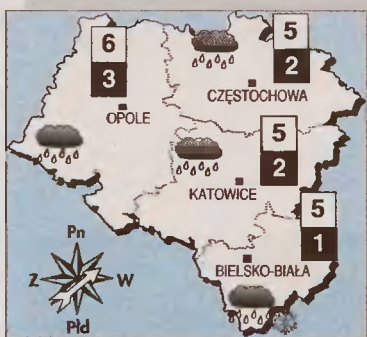 6
3
OPOLE
5
2
CZĘSTOCHOWA
5
2
KATOWICE
5
1
BIELSKO-BIAŁA
Pn
Z W
Płd